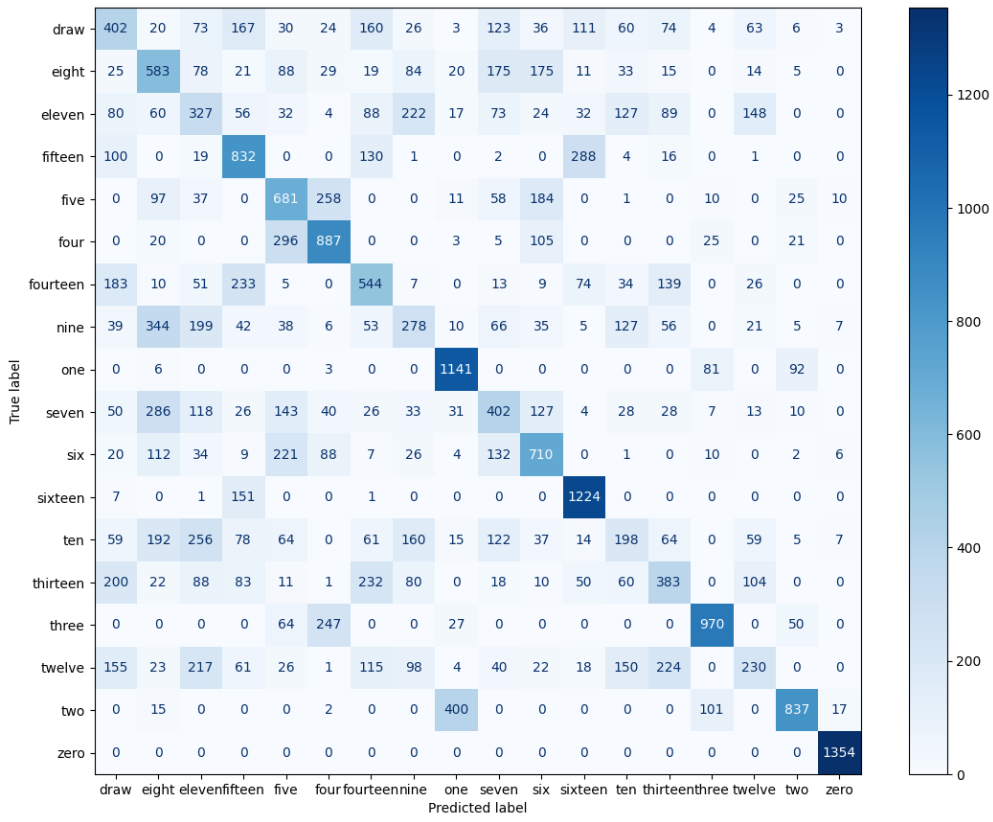 draw 402 20 73 167 30 24 160 26 3 123 36 111 60 74 4 63 6 3
eight 25 583 78 21 88 29 19 84 20 175 175 11 33 15 0 14 5 0
1200
eleven 80 60 327 56 32 4 88 222 17 73 24 32 127 89 0 148 0 0
fifteen 100 0 19 832 0 0 130 1 0 2 0 288 4 16 0 1 0 0
1000
five 0 97 37 0 681 258 0 0 11 58 184 0 1 0 10 0 25 10
four 0 20 0 0 296 887 0 0 3 5 105 0 0 0 25 0 21 0
fourteen 183 10 51 233 5 0 544 7 0 13 9 74 34 139 0 26 0 0
800
nine 39 344 199 42 38 6 53 278 10 66 35 5 127 56 0 21 5 7
one 0 6 0 0 0 3 0 0 1141 0 0 0 0 0 81 0 92 0
True label
seven 50 286 118 26 143 40 26 33 31 402 127 4 28 28 7 13 10 0
600
six 20 112 34 9 221 88 7 26 4 132 710 0 1 0 10 0 2 6
sixteen 7 0 1 151 0 0 1 0 0 0 0 1224 0 0 0 0 0 0
ten 59 192 256 78 64 0 61 160 15 122 37 14 198 64 0 59 5 7
400
thirteen 200 22 88 83 11 1 232 80 0 18 10 50 60 383 0 104 0 0
three 0 0 0 0 64 247 0 0 27 0 0 0 0 0 970 0 50 0
twelve 155 23 217 61 26 1 115 98 4 40 22 18 150 224 0 230 0 0
200
two 0 15 0 0 0 2 0 0 400 0 0 0 0 0 101 0 837 17
zero 0 0 0 0 0 0 0 0 0 0 0 0 0 0 0 0 0 1354
0
draw eight eleven fifteen five four fourteen nine one seven six sixteen ten thirteen three twelve two zero
Predicted label